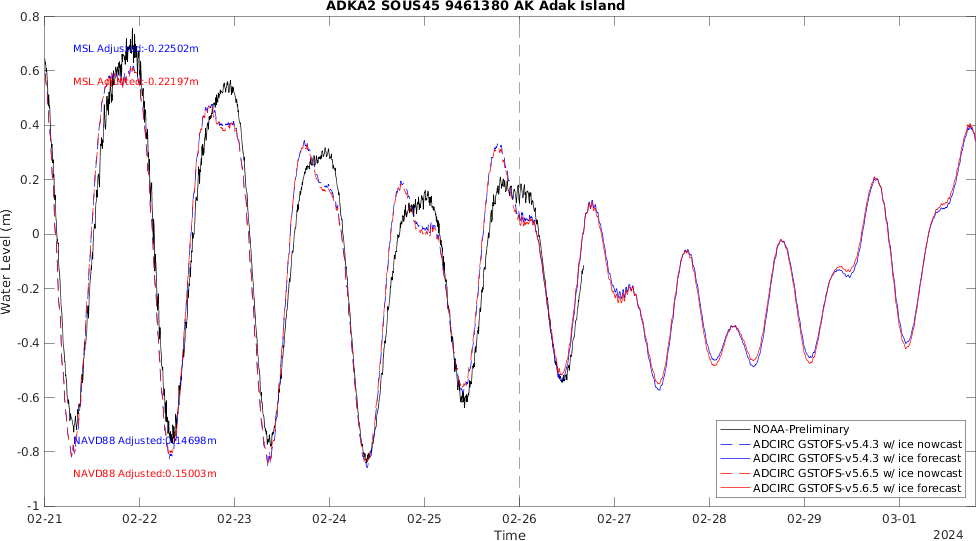 ADKA2 SOUS45 9461380 AK Adak Island
0.8
0.6
0.4
0.2
0
-0.2
-0.4
-0.6
-0.8
-1
Water Level (m)
MSL Adjusted:-0.22502m
MSL Adjusted:-0.22197m
NAVD88 Adjusted:0.14698m
NAVD88 Adjusted:0.15003m
NOAA-Preliminary
ADCIRC GSTOFS-v5.4.3 w/ ice nowcast
ADCIRC GSTOFS-v5.4.3 w/ ice forecast
ADCIRC GSTOFS-v5.6.5 w/ ice nowcast
ADCIRC GSTOFS-v5.6.5 w/ ice forecast
02-21 02-22 02-23 02-24 02-25 02-26 02-27 02-28 02-29 03-01
Time
2024